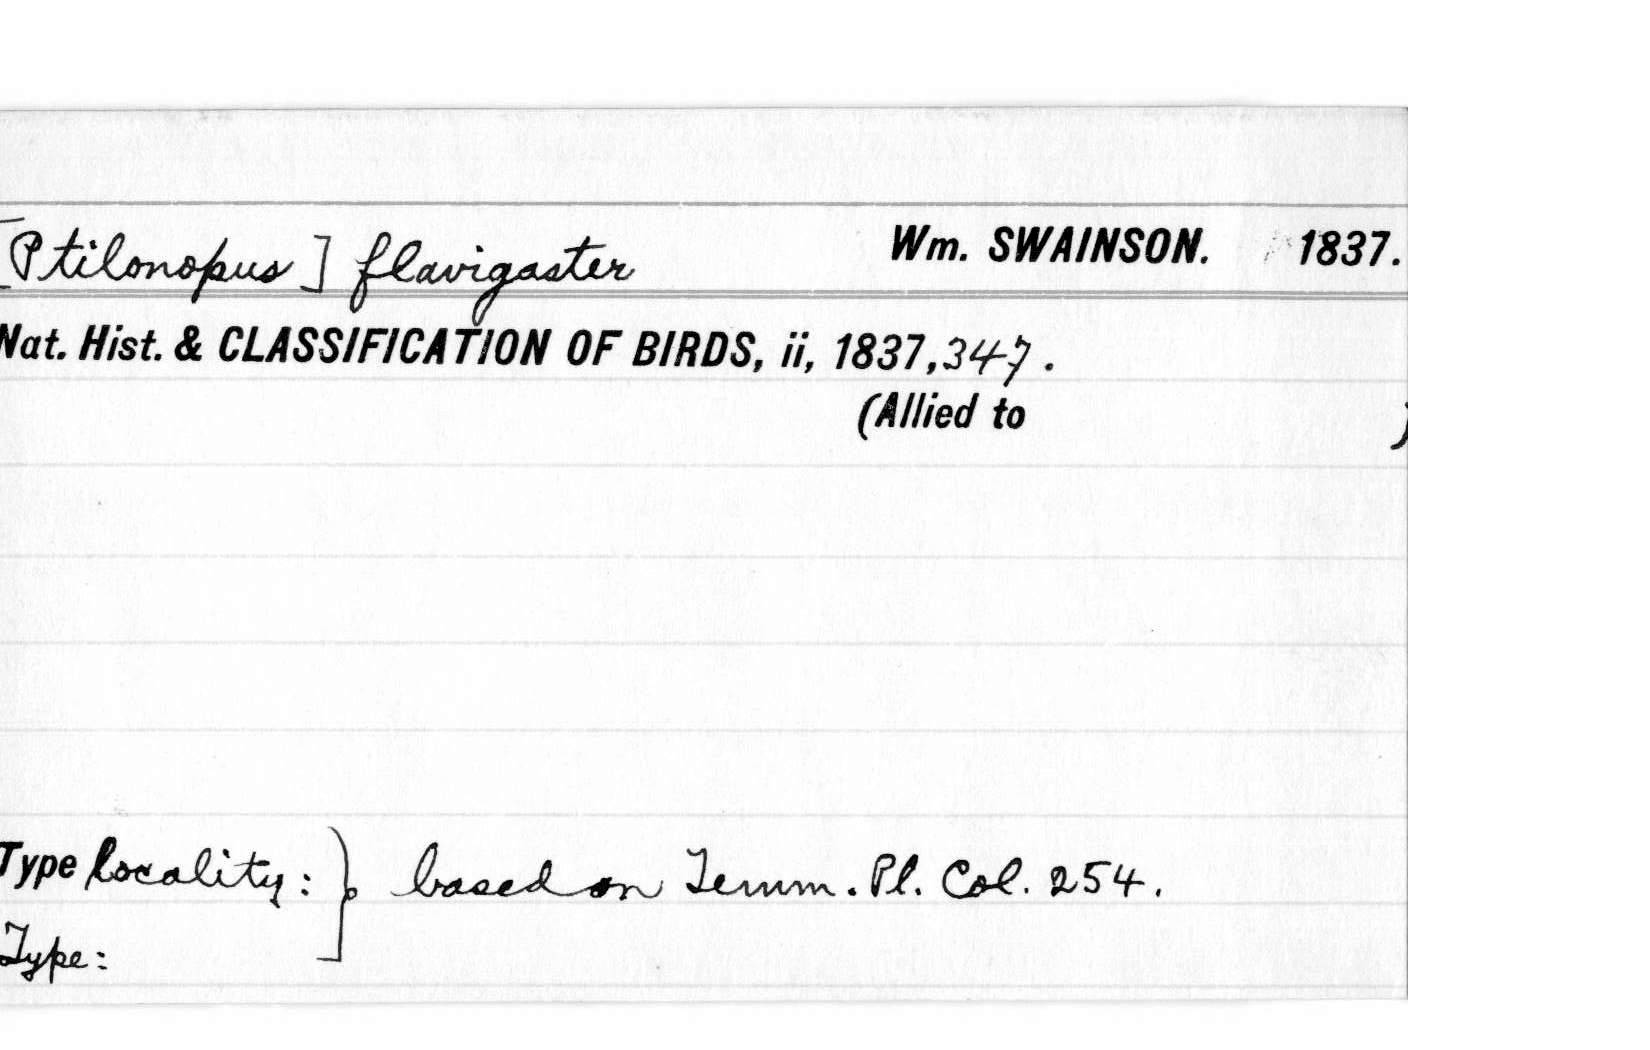 [Ptilonopus] flavigaster Wm. SWAINSON. 1837.
Nat. Hist. & CLASSIFICATION OF BIRDS, ii, 1837, 347.
(Allied to )
Type locality: } based on Temm. Pl. Col. 254.
Type: